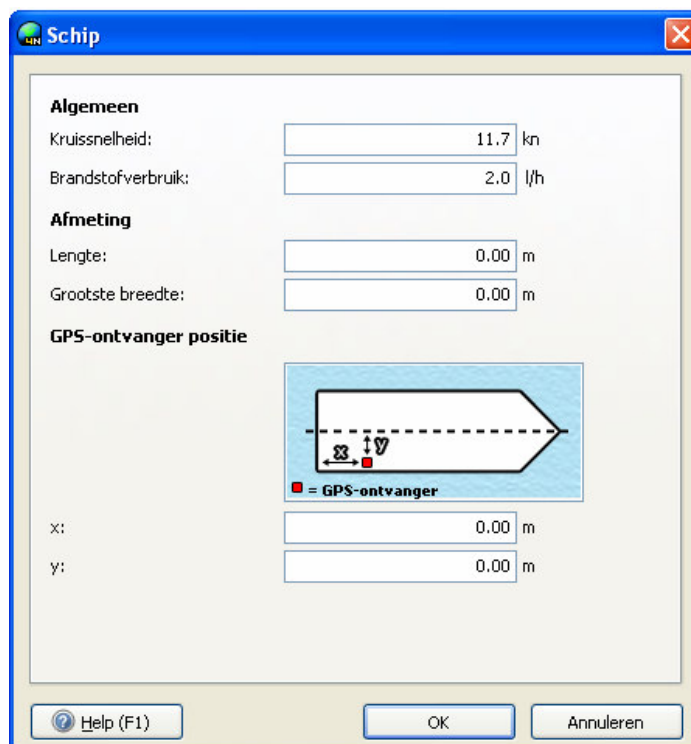 4N Schip
Algemeen
Kruissnelheid: 11.7 kn
Brandstofverbruik: 2.0 l/h
Afmeting
Lengte: 0.00 m
Grootste breedte: 0.00 m
GPS-ontvanger positie
x y
= GPS-ontvanger
x: 0.00 m
y: 0.00 m
Help (F1) OK Annuleren